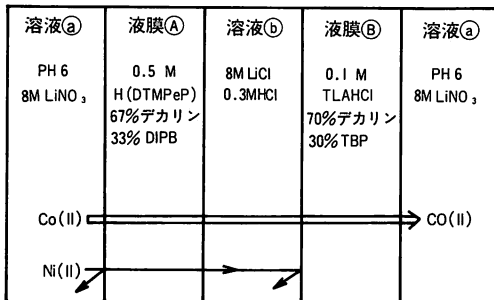 溶液ⓐ 液膜Ⓐ 溶液ⓑ 液膜Ⓑ 溶液ⓐ
PH 6 0.5 M 8M LiCl 0.1 M PH 6
8M LiNO₃ H(DTMPeP) 0.3MHCl TLAHCl 8M LiNO₃
67%デカリン 70%デカリン
33% DIPB 30% TBP
Co(II) CO(II)
Ni(II)